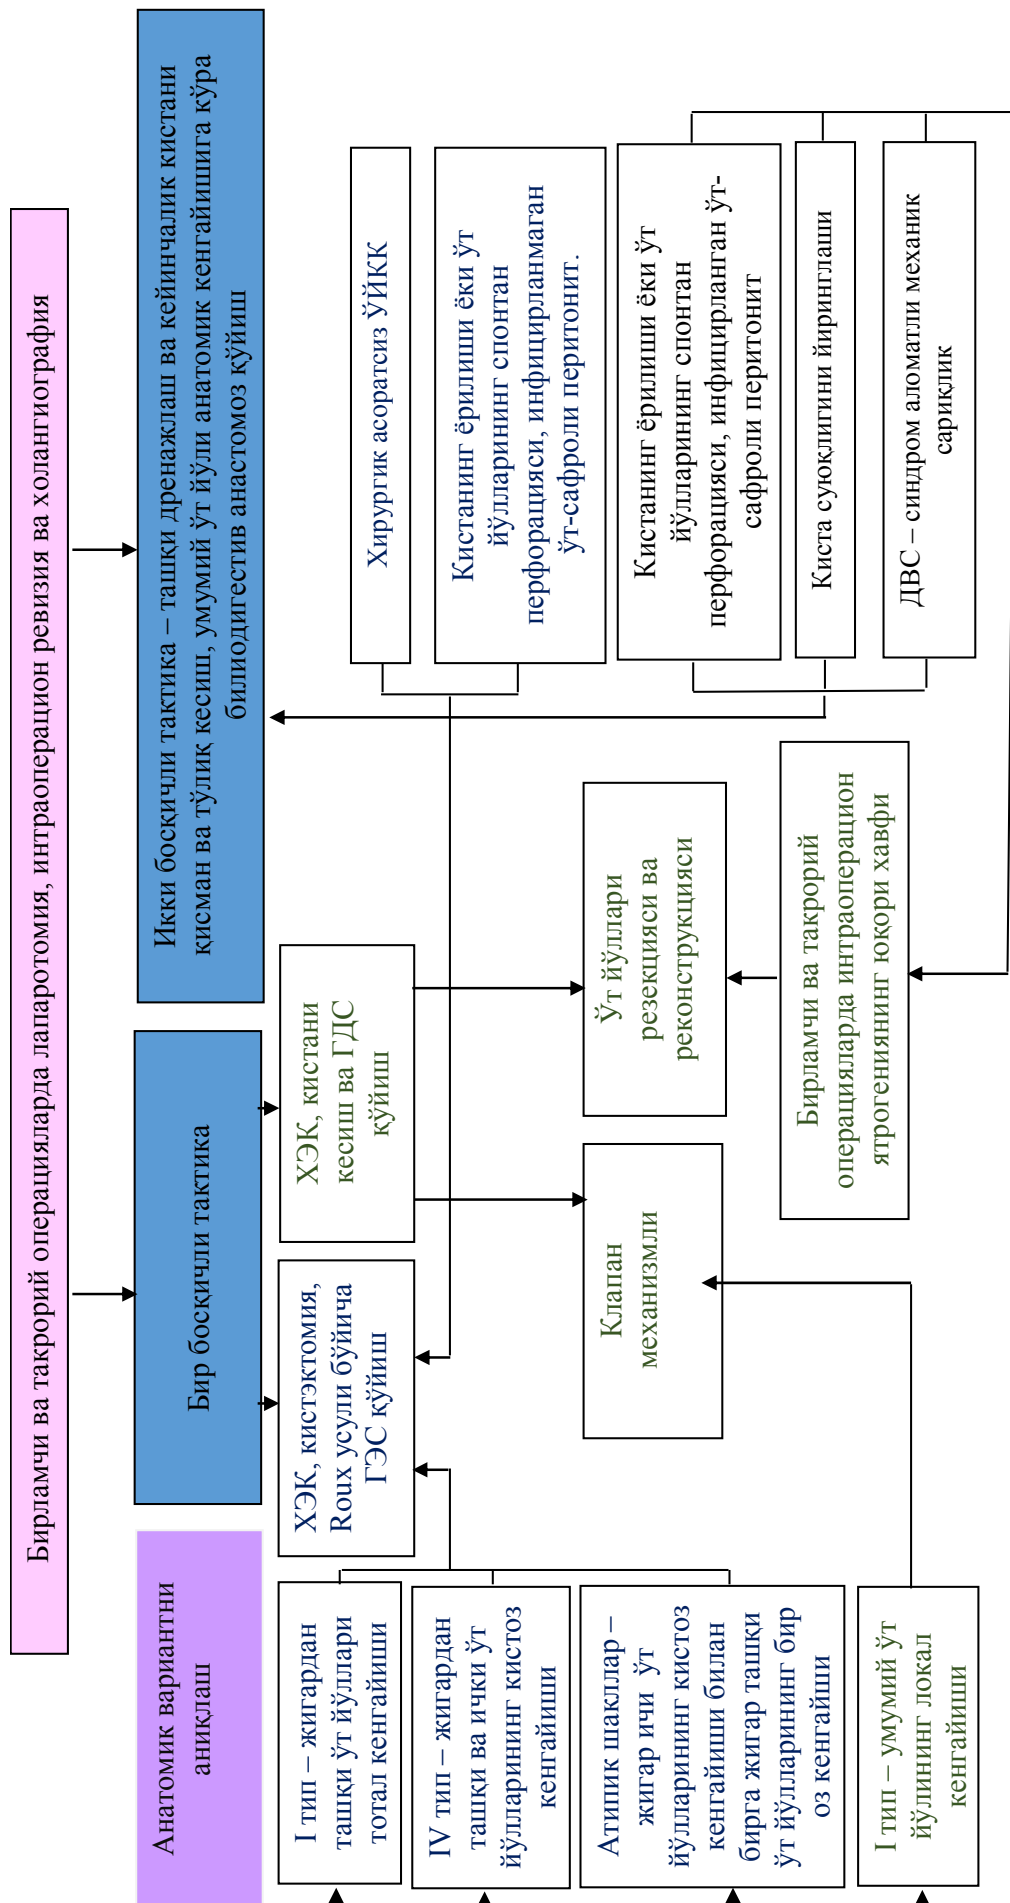 Бирламчи ва такрорий операцияларда лапаротомия, интраоперацион ревизия ва холангиография
Анатомик вариантни
аниқлаш
Бир босқичли тактика
Икки босқичли тактика – ташқи дренажлаш ва кейинчалик кистани
қисман ва тўлиқ кесиш, умумий ўт йўли анатомик кенгайишига кўра
билиодигестив анастомоз қўйиш
I тип – жигардан
ташқи ўт йўллари
тотал кенгайиши
IV тип – жигардан
ташқи ва ички ўт
йўлларининг кистоз
кенгайиши
Атипик шакллар –
жигар ичи ўт
йўлларининг кистоз
кенгайиши билан
бирга жигар ташқи
ўт йўлларининг бир
оз кенгайши
I тип – умумий ўт
йўлининг локал
кенгайиши
ХЭК, кистэктомия,
Roux усули бўйича
ГЭС қўйиш
ХЭК, кистани
кесиш ва ГДС
қўйиш
Клапан
механизмли
Ўт йўллари
резекцияси ва
реконструкцияси
Бирламчи ва такрорий
операцияларда интраоперацион
ятрогениянинг юқори хавфи
Хирургик асоратсиз ЎЙКК
Кистанинг ёрилиши ёки ўт
йўлларининг спонтан
перфорацияси, инфицирланмаган
ўт-сафроли перитонит.
Кистанинг ёрилиши ёки ўт
йўлларининг спонтан
перфорацияси, инфицирланган ўт-
сафроли перитонит
Киста суюқлигини йиринглаши
ДВС – синдром аломатли механик
сариқлик